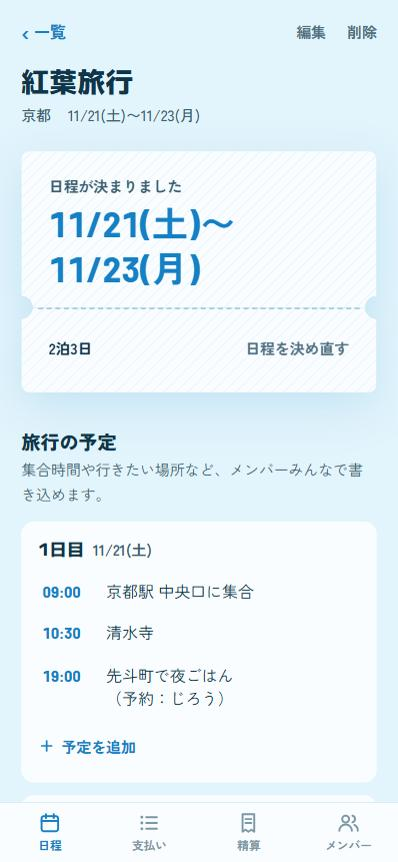 ‹ 一覧 編集 削除
紅葉旅行
京都 11/21(土)〜11/23(月)
日程が決まりました
11/21(土)〜
11/23(月)
2泊3日 日程を決め直す
旅行の予定
集合時間や行きたい場所など、メンバーみんなで書
き込めます。
1日目 11/21(土)
09:00 京都駅 中央口に集合
10:30 清水寺
19:00 先斗町で夜ごはん
（予約：じろう）
+ 予定を追加
日程 支払い 精算 メンバー